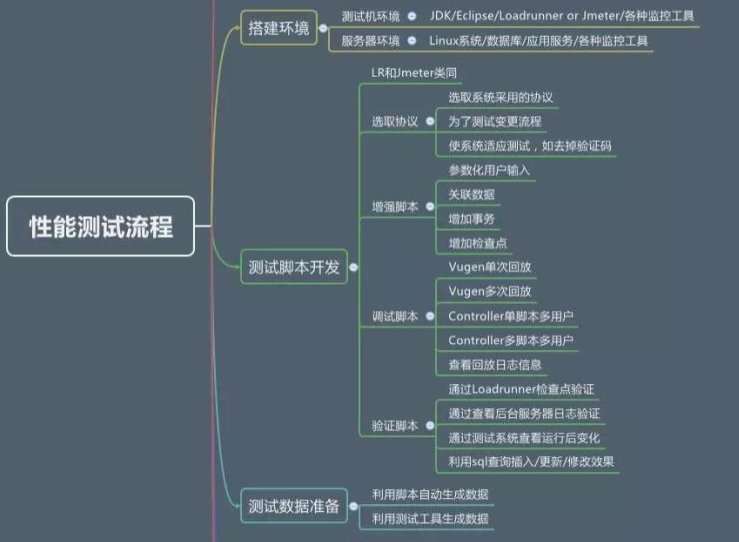 性能测试流程
搭建环境
测试机环境
JDK/Eclipse/Loadrunner or Jmeter/各种监控工具
服务器环境
Linux系统/数据库/应用服务/各种监控工具
测试脚本开发
LR和Jmeter类同
选取协议
选取系统采用的协议
为了测试变更流程
使系统适应测试，如去掉验证码
增强脚本
参数化用户输入
关联数据
增加事务
增加检查点
调试脚本
Vugen单次回放
Vugen多次回放
Controller单脚本多用户
Controller多脚本多用户
查看回放日志信息
验证脚本
通过Loadrunner检查点验证
通过查看后台服务器日志验证
通过测试系统查看运行后变化
利用sql查询插入/更新/修改效果
测试数据准备
利用脚本自动生成数据
利用测试工具生成数据